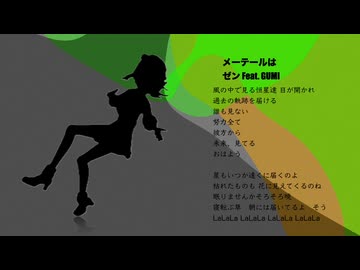 メーテールは
ゼン Feat. GUMI
風の中で見る恒星達 目が開かれ
過去の軌跡を届ける
誰も見ない
努力全て
彼方から
未来、見てる
おはよう
星もいつか遠くに届くのよ
枯れたものも 花に見えてくるのね
眠りませんかそろそろ暁
寝転ぶ草 朝には届いてるよ そう
LaLaLa LaLaLa LaLaLa LaLaLa